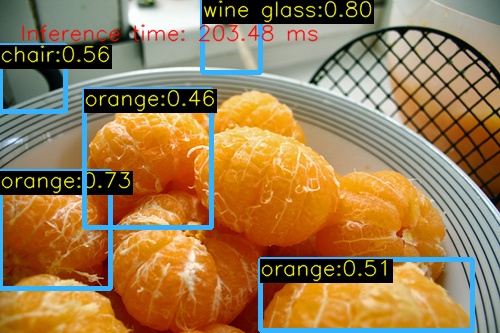 wine glass:0.80
Inference time: 203.48 ms
chair:0.56
orange:0.46
orange:0.73
orange:0.51